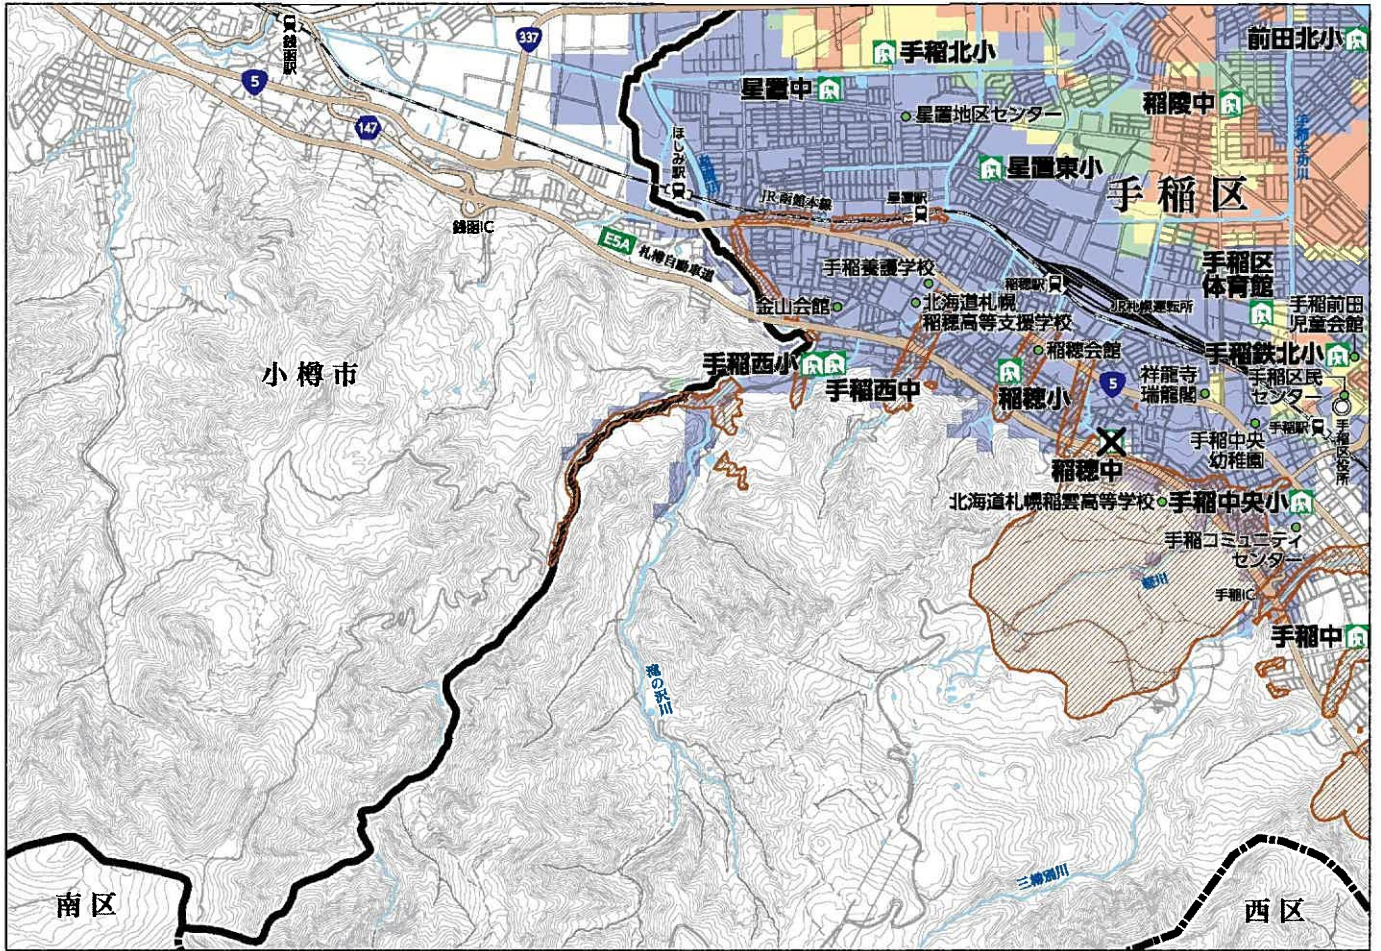 337
銭函駅
5
147
銭函IC
E5A
札樽自動車道
ほしみ駅
JR函館本線
星置駅
手稲北小
前田北小
星置中
星置地区センター
稲陵中
星置東小
手稲区
手稲養護学校
金山会館
北海道札幌
稲穂高等支援学校
稲穂駅
JR札幌運転所
手稲区
体育館
手稲前田
児童会館
稲穂会館
手稲鉄北小
手稲西小
手稲西中
稲穂小
5
祥龍寺
瑞龍閣
手稲区民
センター
手稲駅
手稲区役所
手稲中央
幼稚園
稲穂中
北海道札幌稲雲高等学校
手稲中央小
手稲コミュニティ
センター
手稲IC
手稲中
小樽市
滝の沢川
三樽別川
南区
西区